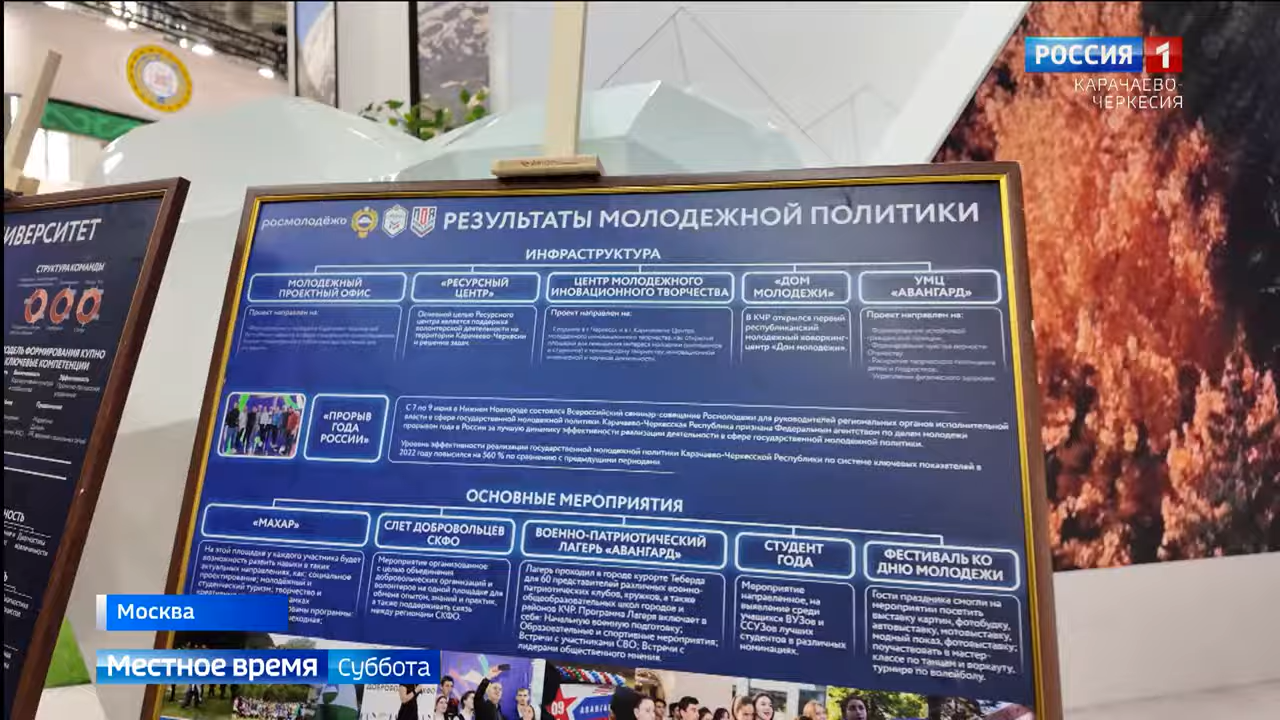 РОССИЯ 1
КАРАЧАЕВО-
ЧЕРКЕСИЯ
росмолодёжь
РЕЗУЛЬТАТЫ МОЛОДЕЖНОЙ ПОЛИТИКИ
ИНФРАСТРУКТУРА
МОЛОДЕЖНЫЙ
ПРОЕКТНЫЙ ОФИС
Проект направлен на:
«РЕСУРСНЫЙ
ЦЕНТР»
Основной целью Ресурсного
центра является поддержка
волонтерской деятельности на
территории Карачаево-Черкесии
и решение задач
ЦЕНТР МОЛОДЕЖНОГО
ИНОВАЦИОННОГО ТВОРЧЕСТВА
Проект направлен на:
«ДОМ
МОЛОДЕЖИ»
В КЧР открылся первый
республиканский
молодежный коворкинг-
центр «Дом молодежи».
УМЦ
«АВАНГАРД»
Проект направлен на:
«ПРОРЫВ
ГОДА
РОССИИ»
С 7 по 9 июня в Нижнем Новгороде состоялся Всероссийский семинар-совещание Росмолодежи для руководителей региональных органов исполнительной
власти в сфере государственной молодежной политики. Карачаево-Черкесская Республика признана Федеральным агентством по делам молодежи
прорывом года в России за лучшую динамику эффективности реализации деятельности в сфере государственной молодежной политики.
Уровень эффективности реализации государственной молодежной политики Карачаево-Черкесской Республики по системе ключевых показателей в
2022 году повысился на 360 % по сравнению с предыдущими периодами
ОСНОВНЫЕ МЕРОПРИЯТИЯ
«МАХАР»
На этой площадке у каждого участника будет
возможность развить навыки в таких
актуальных направлениях, как: социальное
проектирование; молодёжный и
студенческий туризм; творчество и
СЛЕТ ДОБРОВОЛЬЦЕВ
СКФО
Мероприятие организованное
с целью объединения
добровольческих организаций и
волонтеров на одной площадке для
обмена опытом, знаний и практик,
а также поддерживать связь
между регионами СКФО.
ВОЕННО-ПАТРИОТИЧЕСКИЙ
ЛАГЕРЬ «АВАНГАРД»
Лагерь проходил в городе курорте Теберда
для 60 представителей различных военно-
патриотических клубов, кружков, а также
общеобразовательных школ городов и
районов КЧР. Программа Лагеря включает в
себя: Начальную военную подготовку;
Образовательные и спортивные мероприятия;
Встречи с участниками СВО; Встречи с
лидерами общественного мнения.
СТУДЕНТ
ГОДА
Мероприятие
направленное, на
выявление среди
учащихся ВУЗов и
ССУЗов лучших
студентов в различных
номинациях.
ФЕСТИВАЛЬ КО
ДНЮ МОЛОДЕЖИ
Гости праздника смогли на
мероприятии посетить
выставку картин, фотобудку,
автовыставку, мотовыставку,
модный показ, фотовыставку;
поучаствовать в мастер-
классе по танцам и воркауту,
турнире по волейболу.
ИВЕРСИТЕТ
СТРУКТУРА КОМАНДЫ
ОДЕЛЬ ФОРМИРОВАНИЯ КУПНО
КЛЮЧЕВЫЕ КОМПЕТЕНЦИИ
09
Москва
Местное время
Суббота